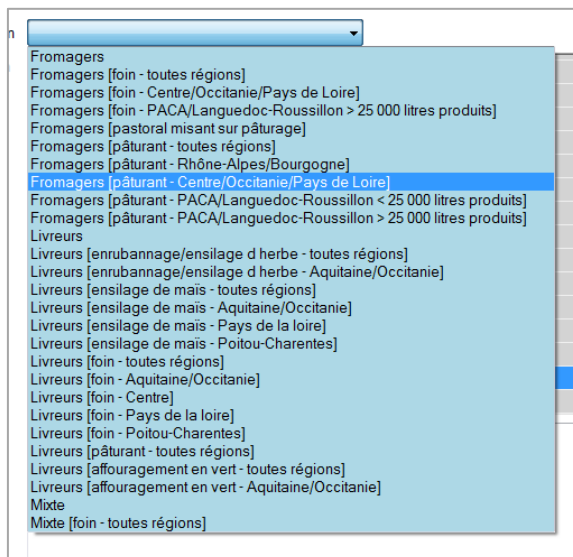 n
Fromagers
Fromagers [foin - toutes régions]
Fromagers [foin - Centre/Occitanie/Pays de Loire]
Fromagers [foin - PACA/Languedoc-Roussillon > 25 000 litres produits]
Fromagers [pastoral misant sur pâturage]
Fromagers [pâturant - toutes régions]
Fromagers [pâturant - Rhône-Alpes/Bourgogne]
Fromagers [pâturant - Centre/Occitanie/Pays de Loire]
Fromagers [pâturant - PACA/Languedoc-Roussillon < 25 000 litres produits]
Fromagers [pâturant - PACA/Languedoc-Roussillon > 25 000 litres produits]
Livreurs
Livreurs [enrubannage/ensilage d herbe - toutes régions]
Livreurs [enrubannage/ensilage d herbe - Aquitaine/Occitanie]
Livreurs [ensilage de maïs - toutes régions]
Livreurs [ensilage de maïs - Aquitaine/Occitanie]
Livreurs [ensilage de maïs - Pays de la loire]
Livreurs [ensilage de maïs - Poitou-Charentes]
Livreurs [foin - toutes régions]
Livreurs [foin - Aquitaine/Occitanie]
Livreurs [foin - Centre]
Livreurs [foin - Pays de la loire]
Livreurs [foin - Poitou-Charentes]
Livreurs [pâturant - toutes régions]
Livreurs [affouragement en vert - toutes régions]
Livreurs [affouragement en vert - Aquitaine/Occitanie]
Mixte
Mixte [foin - toutes régions]